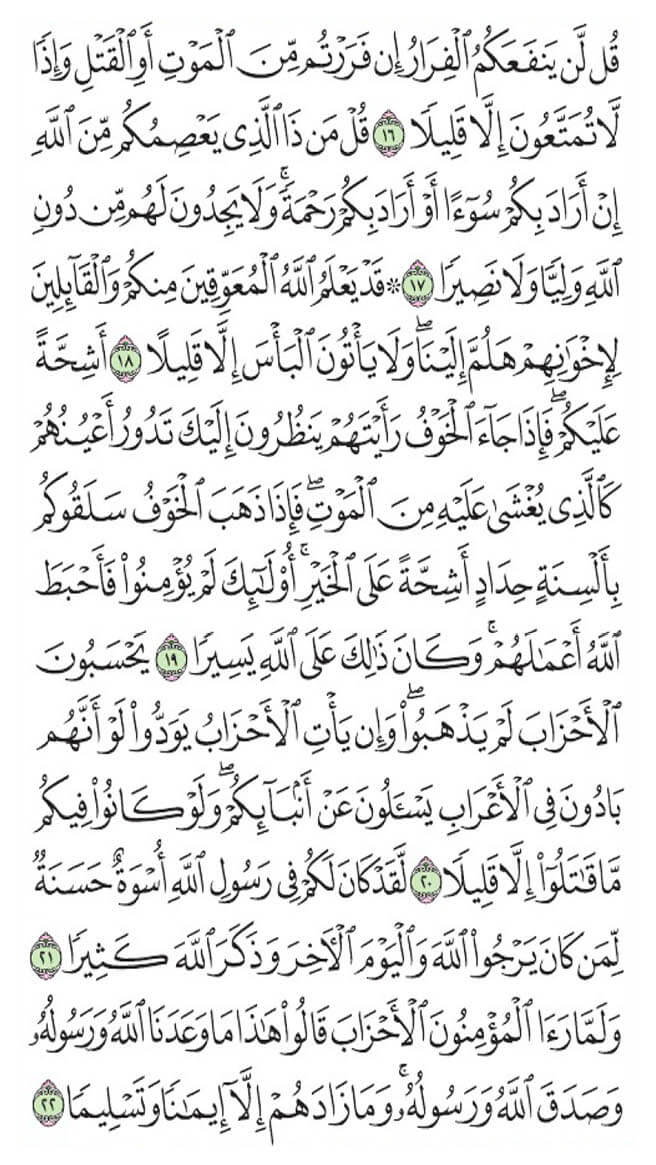 قُل لَّن يَنفَعَكُمُ ٱلْفِرَارُ إِن فَرَرْتُم مِّنَ ٱلْمَوْتِ أَوِ ٱلْقَتْلِ وَإِذًا
لَّا تُمَتَّعُونَ إِلَّا قَلِيلًا ١٦ قُلْ مَن ذَا ٱلَّذِى يَعْصِمُكُم مِّنَ ٱللَّهِ
إِنْ أَرَادَ بِكُمْ سُوٓءًا أَوْ أَرَادَ بِكُمْ رَحْمَةً ۚ وَلَا يَجِدُونَ لَهُم مِّن دُونِ
ٱللَّهِ وَلِيًّا وَلَا نَصِيرًا ١٧ ۞ قَدْ يَعْلَمُ ٱللَّهُ ٱلْمُعَوِّقِينَ مِنكُمْ وَٱلْقَآئِلِينَ
لِإِخْوَٰنِهِمْ هَلُمَّ إِلَيْنَا ۖ وَلَا يَأْتُونَ ٱلْبَأْسَ إِلَّا قَلِيلًا ١٨ أَشِحَّةً
عَلَيْكُمْ ۖ فَإِذَا جَآءَ ٱلْخَوْفُ رَأَيْتَهُمْ يَنظُرُونَ إِلَيْكَ تَدُورُ أَعْيُنُهُمْ
كَٱلَّذِى يُغْشَىٰ عَلَيْهِ مِنَ ٱلْمَوْتِ ۖ فَإِذَا ذَهَبَ ٱلْخَوْفُ سَلَقُوكُم
بِأَلْسِنَةٍ حِدَادٍ أَشِحَّةً عَلَى ٱلْخَيْرِ ۚ أُو۟لَٰٓئِكَ لَمْ يُؤْمِنُوا۟ فَأَحْبَطَ
ٱللَّهُ أَعْمَٰلَهُمْ ۚ وَكَانَ ذَٰلِكَ عَلَى ٱللَّهِ يَسِيرًا ١٩ يَحْسَبُونَ
ٱلْأَحْزَابَ لَمْ يَذْهَبُوا۟ ۖ وَإِن يَأْتِ ٱلْأَحْزَابُ يَوَدُّوا۟ لَوْ أَنَّهُم
بَادُونَ فِى ٱلْأَعْرَابِ يَسْـَٔلُونَ عَنْ أَنۢبَآئِكُمْ ۖ وَلَوْ كَانُوا۟ فِيكُم
مَّا قَٰتَلُوٓا۟ إِلَّا قَلِيلًا ٢٠ لَّقَدْ كَانَ لَكُمْ فِى رَسُولِ ٱللَّهِ أُسْوَةٌ حَسَنَةٌ
لِّمَن كَانَ يَرْجُوا۟ ٱللَّهَ وَٱلْيَوْمَ ٱلْـَٔاخِرَ وَذَكَرَ ٱللَّهَ كَثِيرًا ٢١
وَلَمَّا رَءَا ٱلْمُؤْمِنُونَ ٱلْأَحْزَابَ قَالُوا۟ هَٰذَا مَا وَعَدَنَا ٱللَّهُ وَرَسُولُهُۥ
وَصَدَقَ ٱللَّهُ وَرَسُولُهُۥ ۚ وَمَا زَادَهُمْ إِلَّآ إِيمَٰنًا وَتَسْلِيمًا ٢٢